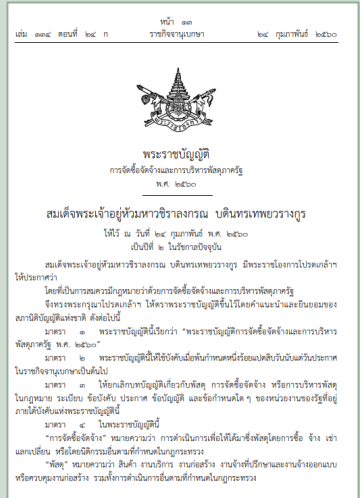 หน้า ๑๓
เล่ม ๑๓๔ ตอนที่ ๒๔ ก ราชกิจจานุเบกษา ๒๔ กุมภาพันธ์ ๒๕๖๐
พระราชบัญญัติ
การจัดซื้อจัดจ้างและการบริหารพัสดุภาครัฐ
พ.ศ. ๒๕๖๐
สมเด็จพระเจ้าอยู่หัวมหาวชิราลงกรณ บดินทรเทพยวรางกูร
ให้ไว้ ณ วันที่ ๒๔ กุมภาพันธ์ พ.ศ. ๒๕๖๐
เป็นปีที่ ๒ ในรัชกาลปัจจุบัน
สมเด็จพระเจ้าอยู่หัวมหาวชิราลงกรณ บดินทรเทพยวรางกูร มีพระราชโองการโปรดเกล้าฯ
ให้ประกาศว่า
โดยที่เป็นการสมควรมีกฎหมายว่าด้วยการจัดซื้อจัดจ้างและการบริหารพัสดุภาครัฐ
จึงทรงพระกรุณาโปรดเกล้าฯ ให้ตราพระราชบัญญัติขึ้นไว้โดยคำแนะนำและยินยอมของ
สภานิติบัญญัติแห่งชาติ ดังต่อไปนี้
มาตรา ๑ พระราชบัญญัตินี้เรียกว่า “พระราชบัญญัติการจัดซื้อจัดจ้างและการบริหาร
พัสดุภาครัฐ พ.ศ. ๒๕๖๐”
มาตรา ๒ พระราชบัญญัตินี้ให้ใช้บังคับเมื่อพ้นกำหนดหนึ่งร้อยแปดสิบวันนับแต่วันประกาศ
ในราชกิจจานุเบกษาเป็นต้นไป
มาตรา ๓ ให้ยกเลิกบทบัญญัติเกี่ยวกับพัสดุ การจัดซื้อจัดจ้าง หรือการบริหารพัสดุ
ในกฎหมาย ระเบียบ ข้อบังคับ ประกาศ ข้อบัญญัติ และข้อกำหนดใด ๆ ของหน่วยงานของรัฐที่อยู่
ภายใต้บังคับแห่งพระราชบัญญัตินี้
มาตรา ๔ ในพระราชบัญญัตินี้
“การจัดซื้อจัดจ้าง” หมายความว่า การดำเนินการเพื่อให้ได้มาซึ่งพัสดุโดยการซื้อ จ้าง เช่า
แลกเปลี่ยน หรือโดยนิติกรรมอื่นตามที่กำหนดในกฎกระทรวง
“พัสดุ” หมายความว่า สินค้า งานบริการ งานก่อสร้าง งานจ้างที่ปรึกษาและงานจ้างออกแบบ
หรือควบคุมงานก่อสร้าง รวมทั้งการดำเนินการอื่นตามที่กำหนดในกฎกระทรวง